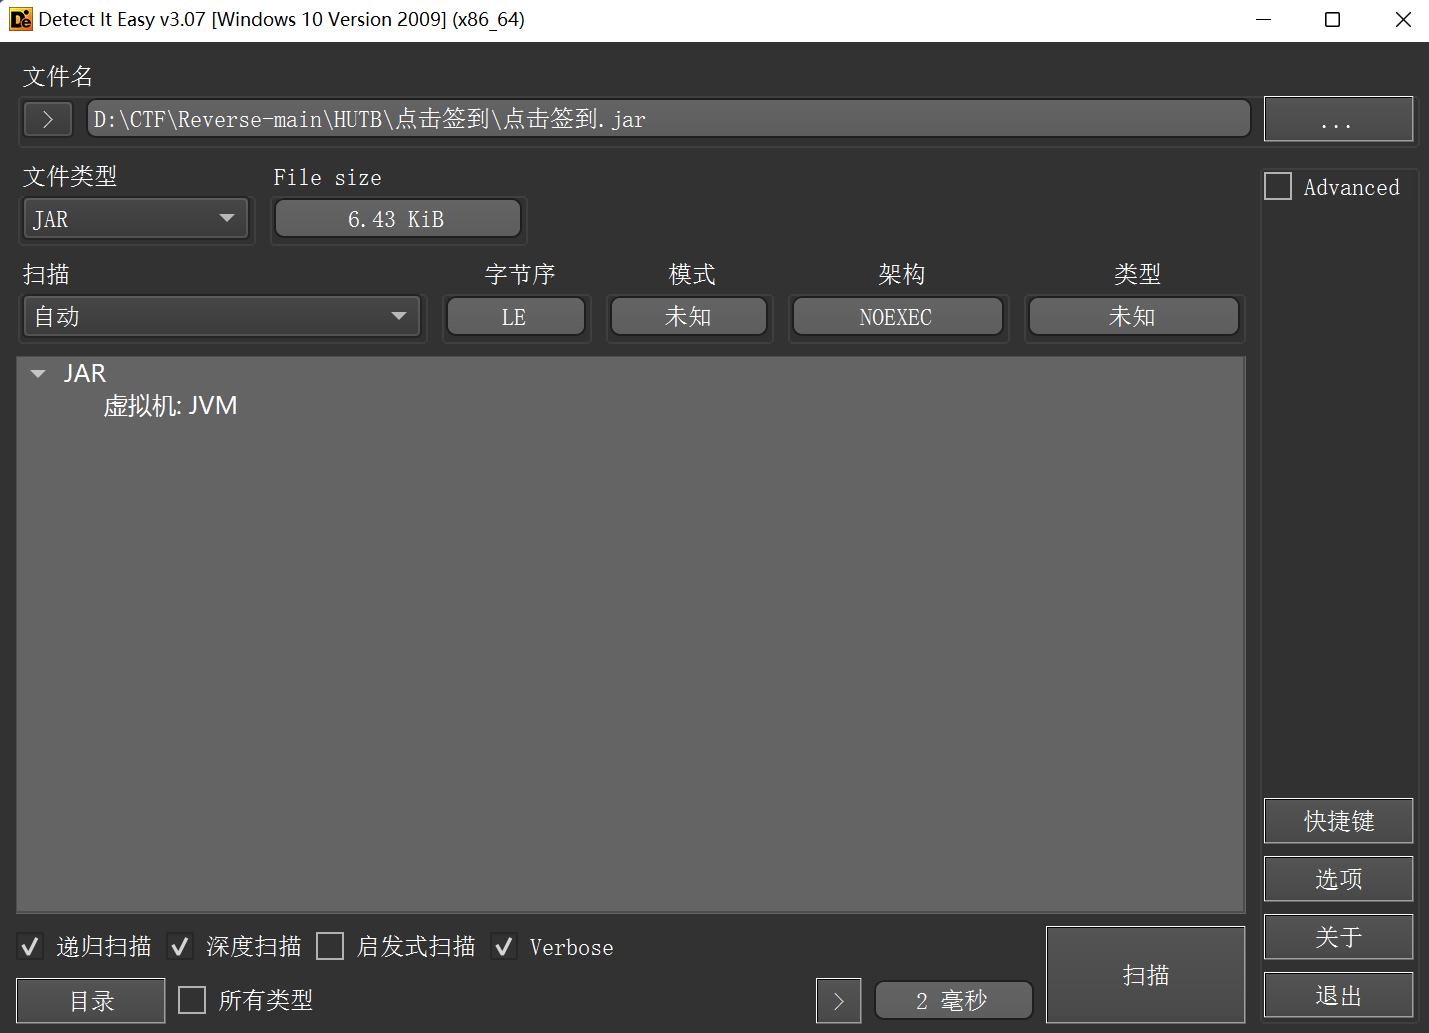 Detect It Easy v3.07 [Windows 10 Version 2009] (x86_64)
文件名
D:\CTF\Reverse-main\HUTB\点击签到\点击签到.jar
...
文件类型
File size
Advanced
JAR
6.43 KiB
扫描
字节序
模式
架构
类型
自动
LE
未知
NOEXEC
未知
JAR
虚拟机: JVM
快捷键
选项
关于
退出
递归扫描
深度扫描
启发式扫描
Verbose
扫描
目录
所有类型
>
2 毫秒